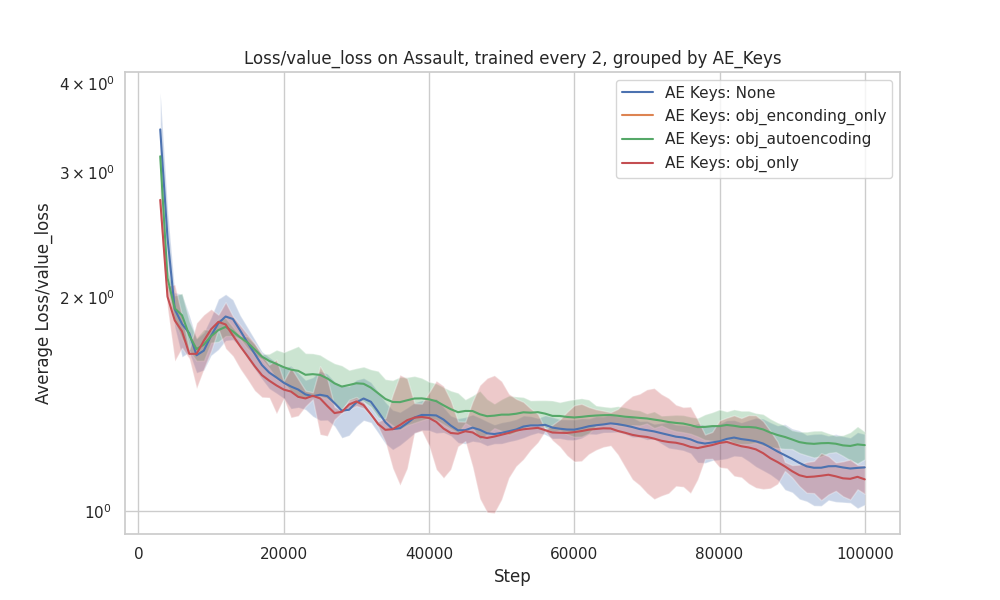 Loss/value_loss on Assault, trained every 2, grouped by AE_Keys
4 × 10⁰
3 × 10⁰
2 × 10⁰
10⁰
Average Loss/value_loss
AE Keys: None
AE Keys: obj_enconding_only
AE Keys: obj_autoencoding
AE Keys: obj_only
0 20000 40000 60000 80000 100000
Step